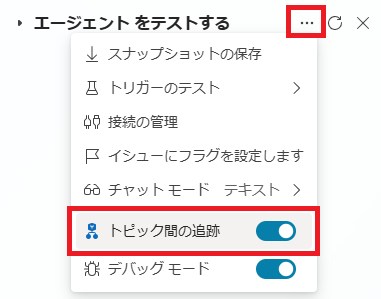 エージェント をテストする
スナップショットの保存
トリガーのテスト
接続の管理
イシューにフラグを設定します
チャット モード テキスト
トピック間の追跡
デバッグ モード